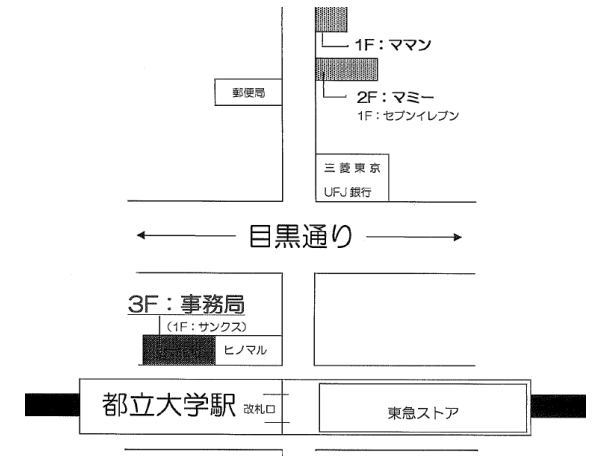 1F：ママン
郵便局
2F：マミー
1F：セブンイレブン
三菱東京
UFJ銀行
目黒通り
3F：事務局
（1F：サンクス）
ヒノマル
都立大学駅 改札口
東急ストア